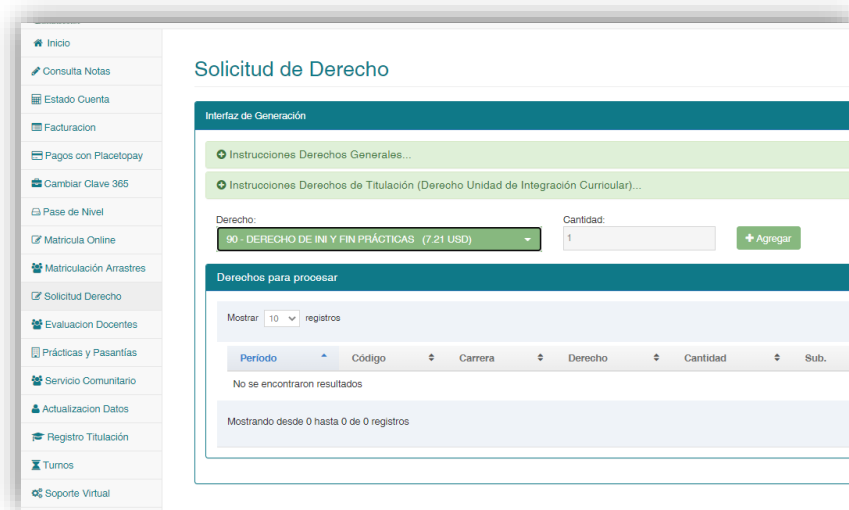 Inicio
Consulta Notas
Estado Cuenta
Facturacion
Pagos con Placetopay
Cambiar Clave 365
Pase de Nivel
Matricula Online
Matriculación Arrastres
Solicitud Derecho
Evaluacion Docentes
Prácticas y Pasantías
Servicio Comunitario
Actualizacion Datos
Registro Titulación
Turnos
Soporte Virtual
Solicitud de Derecho
Interfaz de Generación
Instrucciones Derechos Generales...
Instrucciones Derechos de Titulación (Derecho Unidad de Integración Curricular)...
Derecho: Cantidad:
90 - DERECHO DE INI Y FIN PRÁCTICAS (7.21 USD) 1 Agregar
Derechos para procesar
Mostrar 10 registros
Período Código Carrera Derecho Cantidad Sub.
No se encontraron resultados
Mostrando desde 0 hasta 0 de 0 registros